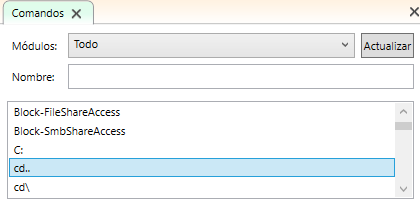 Comandos
Módulos: Todo Actualizar
Nombre:
Block-FileShareAccess
Block-SmbShareAccess
C:
cd..
cd\